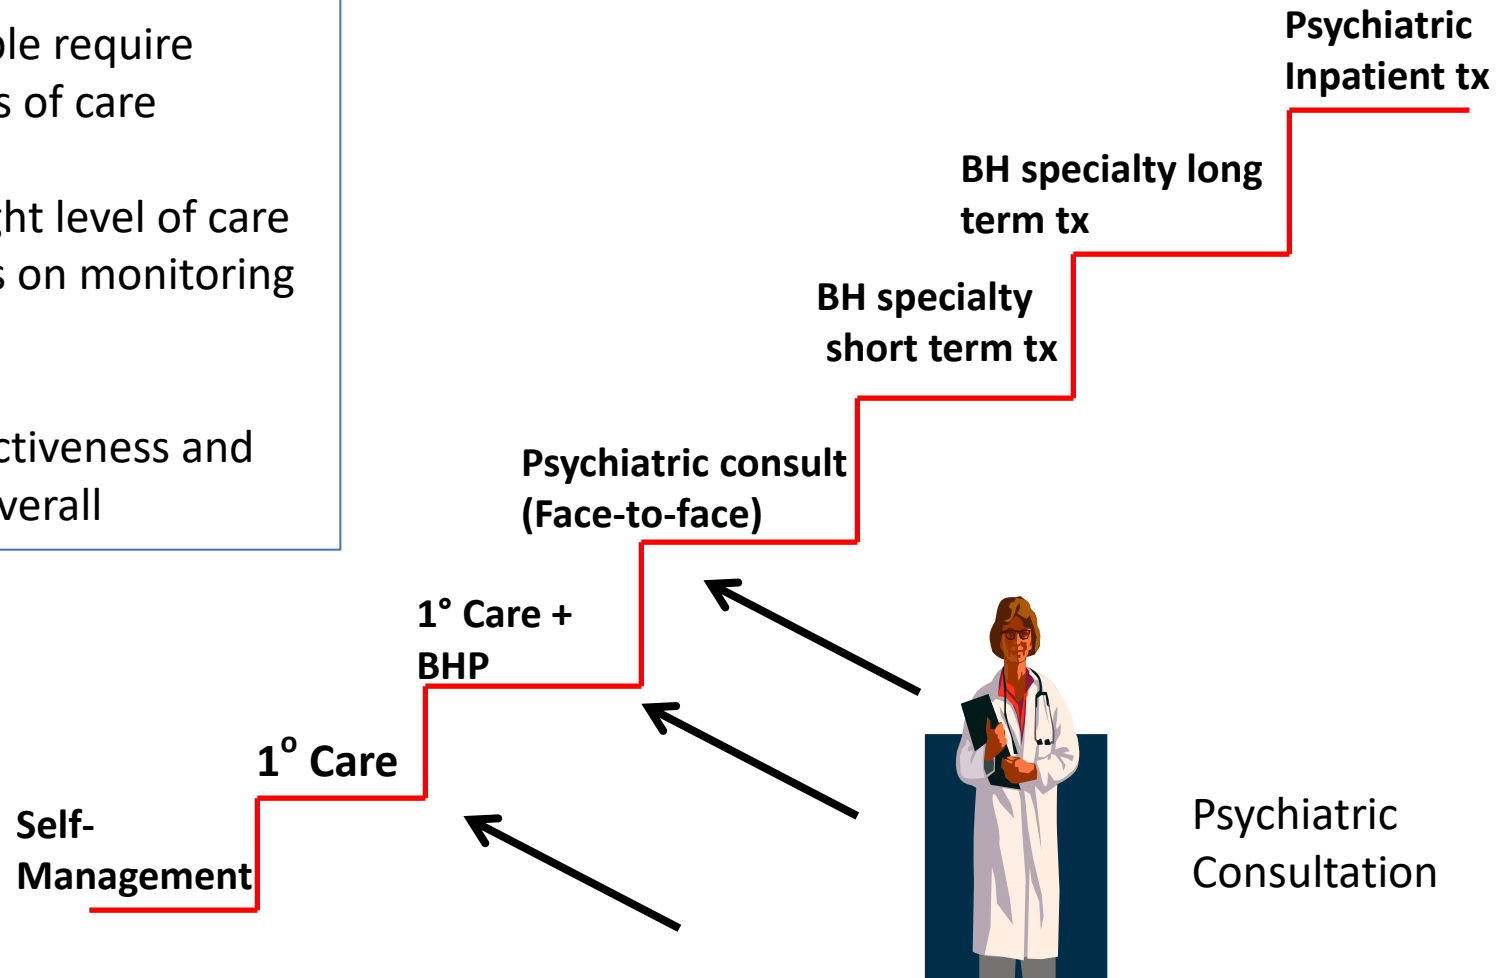 ple require
s of care
ght level of care
s on monitoring
ctiveness and
verall
Psychiatric
Inpatient tx
BH specialty long
term tx
BH specialty
short term tx
Psychiatric consult
(Face-to-face)
1° Care +
BHP
1° Care
Self-
Management
Psychiatric
Consultation